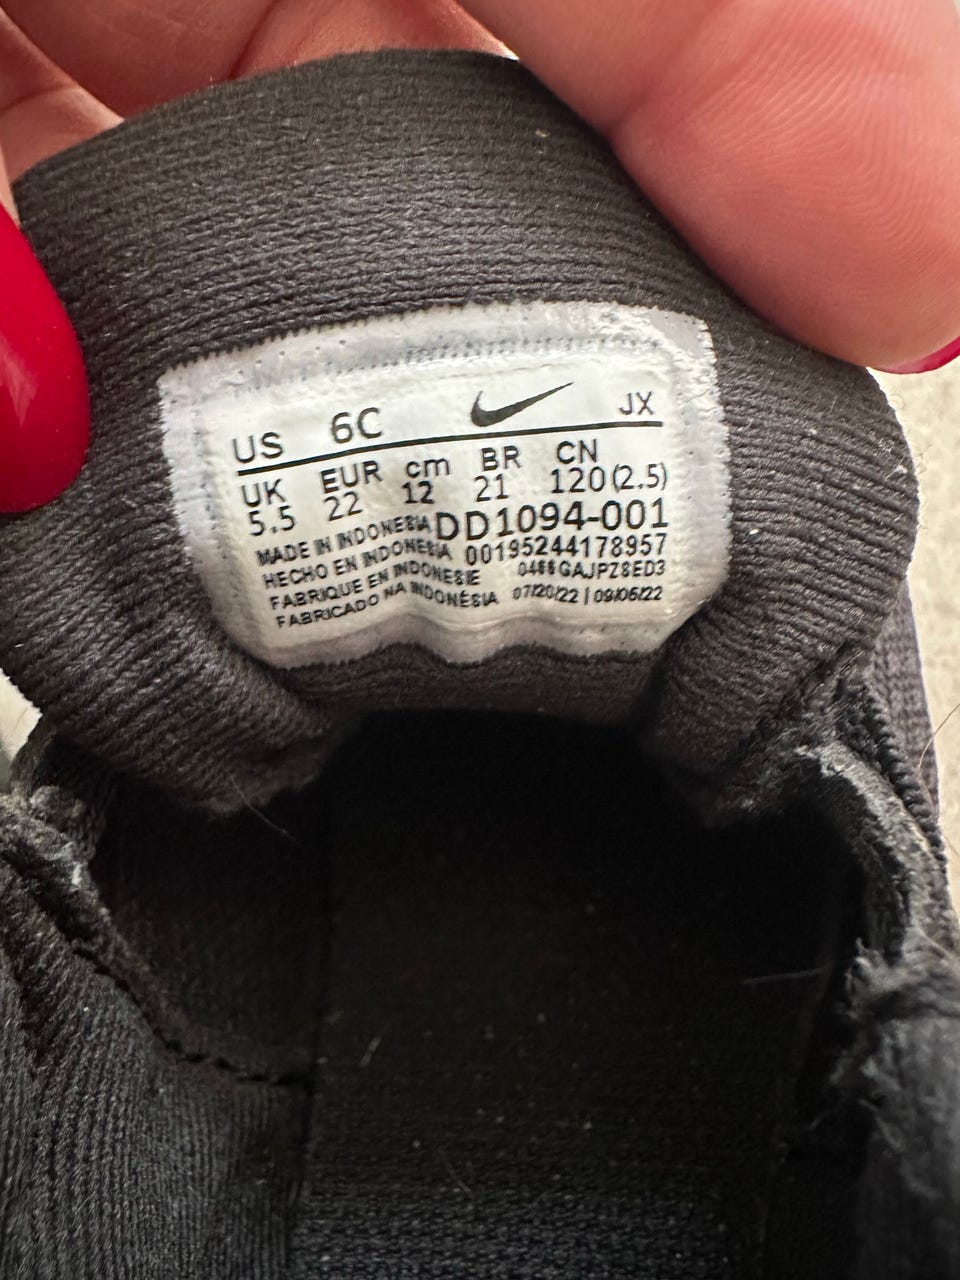 US 6C JX
UK EUR cm BR CN
5.5 22 12 21 120(2.5)
MADE IN INDONESIA DD1094-001
HECHO EN INDONESIA 00195244178957
FABRIQUE EN INDONESIE
FABRICADO NA INDONÉSIA 07/20/22 | 09/06/22